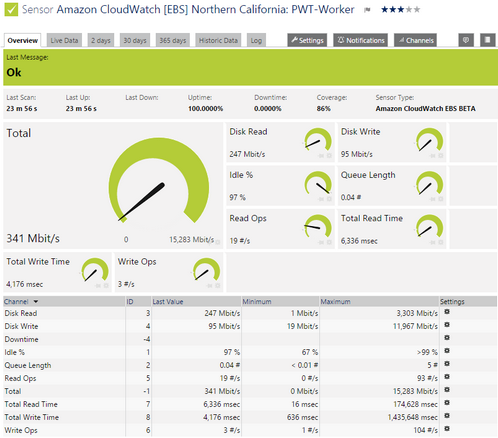 Sensor Amazon CloudWatch [EBS] Northern California: PWT-Worker
Overview Live Data 2 days 30 days 365 days Historic Data Log Settings Notifications Channels
Last Message:
Ok
Last Scan: Last Up: Last Down: Uptime: Downtime: Coverage: Sensor Type:
23 m 56 s 23 m 56 s 100.0000% 0.0000% 86% Amazon CloudWatch EBS BETA
Total
341 Mbit/s
0 15,283 Mbit/s
Disk Read
247 Mbit/s
Disk Write
95 Mbit/s
Idle %
97 %
Queue Length
0.04 #
Read Ops
19 #/s
Total Read Time
6,336 msec
Total Write Time
4,176 msec
Write Ops
3 #/s
Channel ID Last Value Minimum Maximum Settings
Disk Read 3 247 Mbit/s 1 Mbit/s 3,303 Mbit/s
Disk Write 4 95 Mbit/s 19 Mbit/s 11,967 Mbit/s
Downtime -4
Idle % 1 97 % 67 % >99 %
Queue Length 2 0.04 # < 0.01 # 5 #
Read Ops 5 19 #/s 0 #/s 93 #/s
Total -1 341 Mbit/s 0 Mbit/s 15,283 Mbit/s
Total Read Time 7 6,336 msec 16 msec 174,628 msec
Total Write Time 8 4,176 msec 636 msec 1,435,648 msec
Write Ops 6 3 #/s 1 #/s 104 #/s